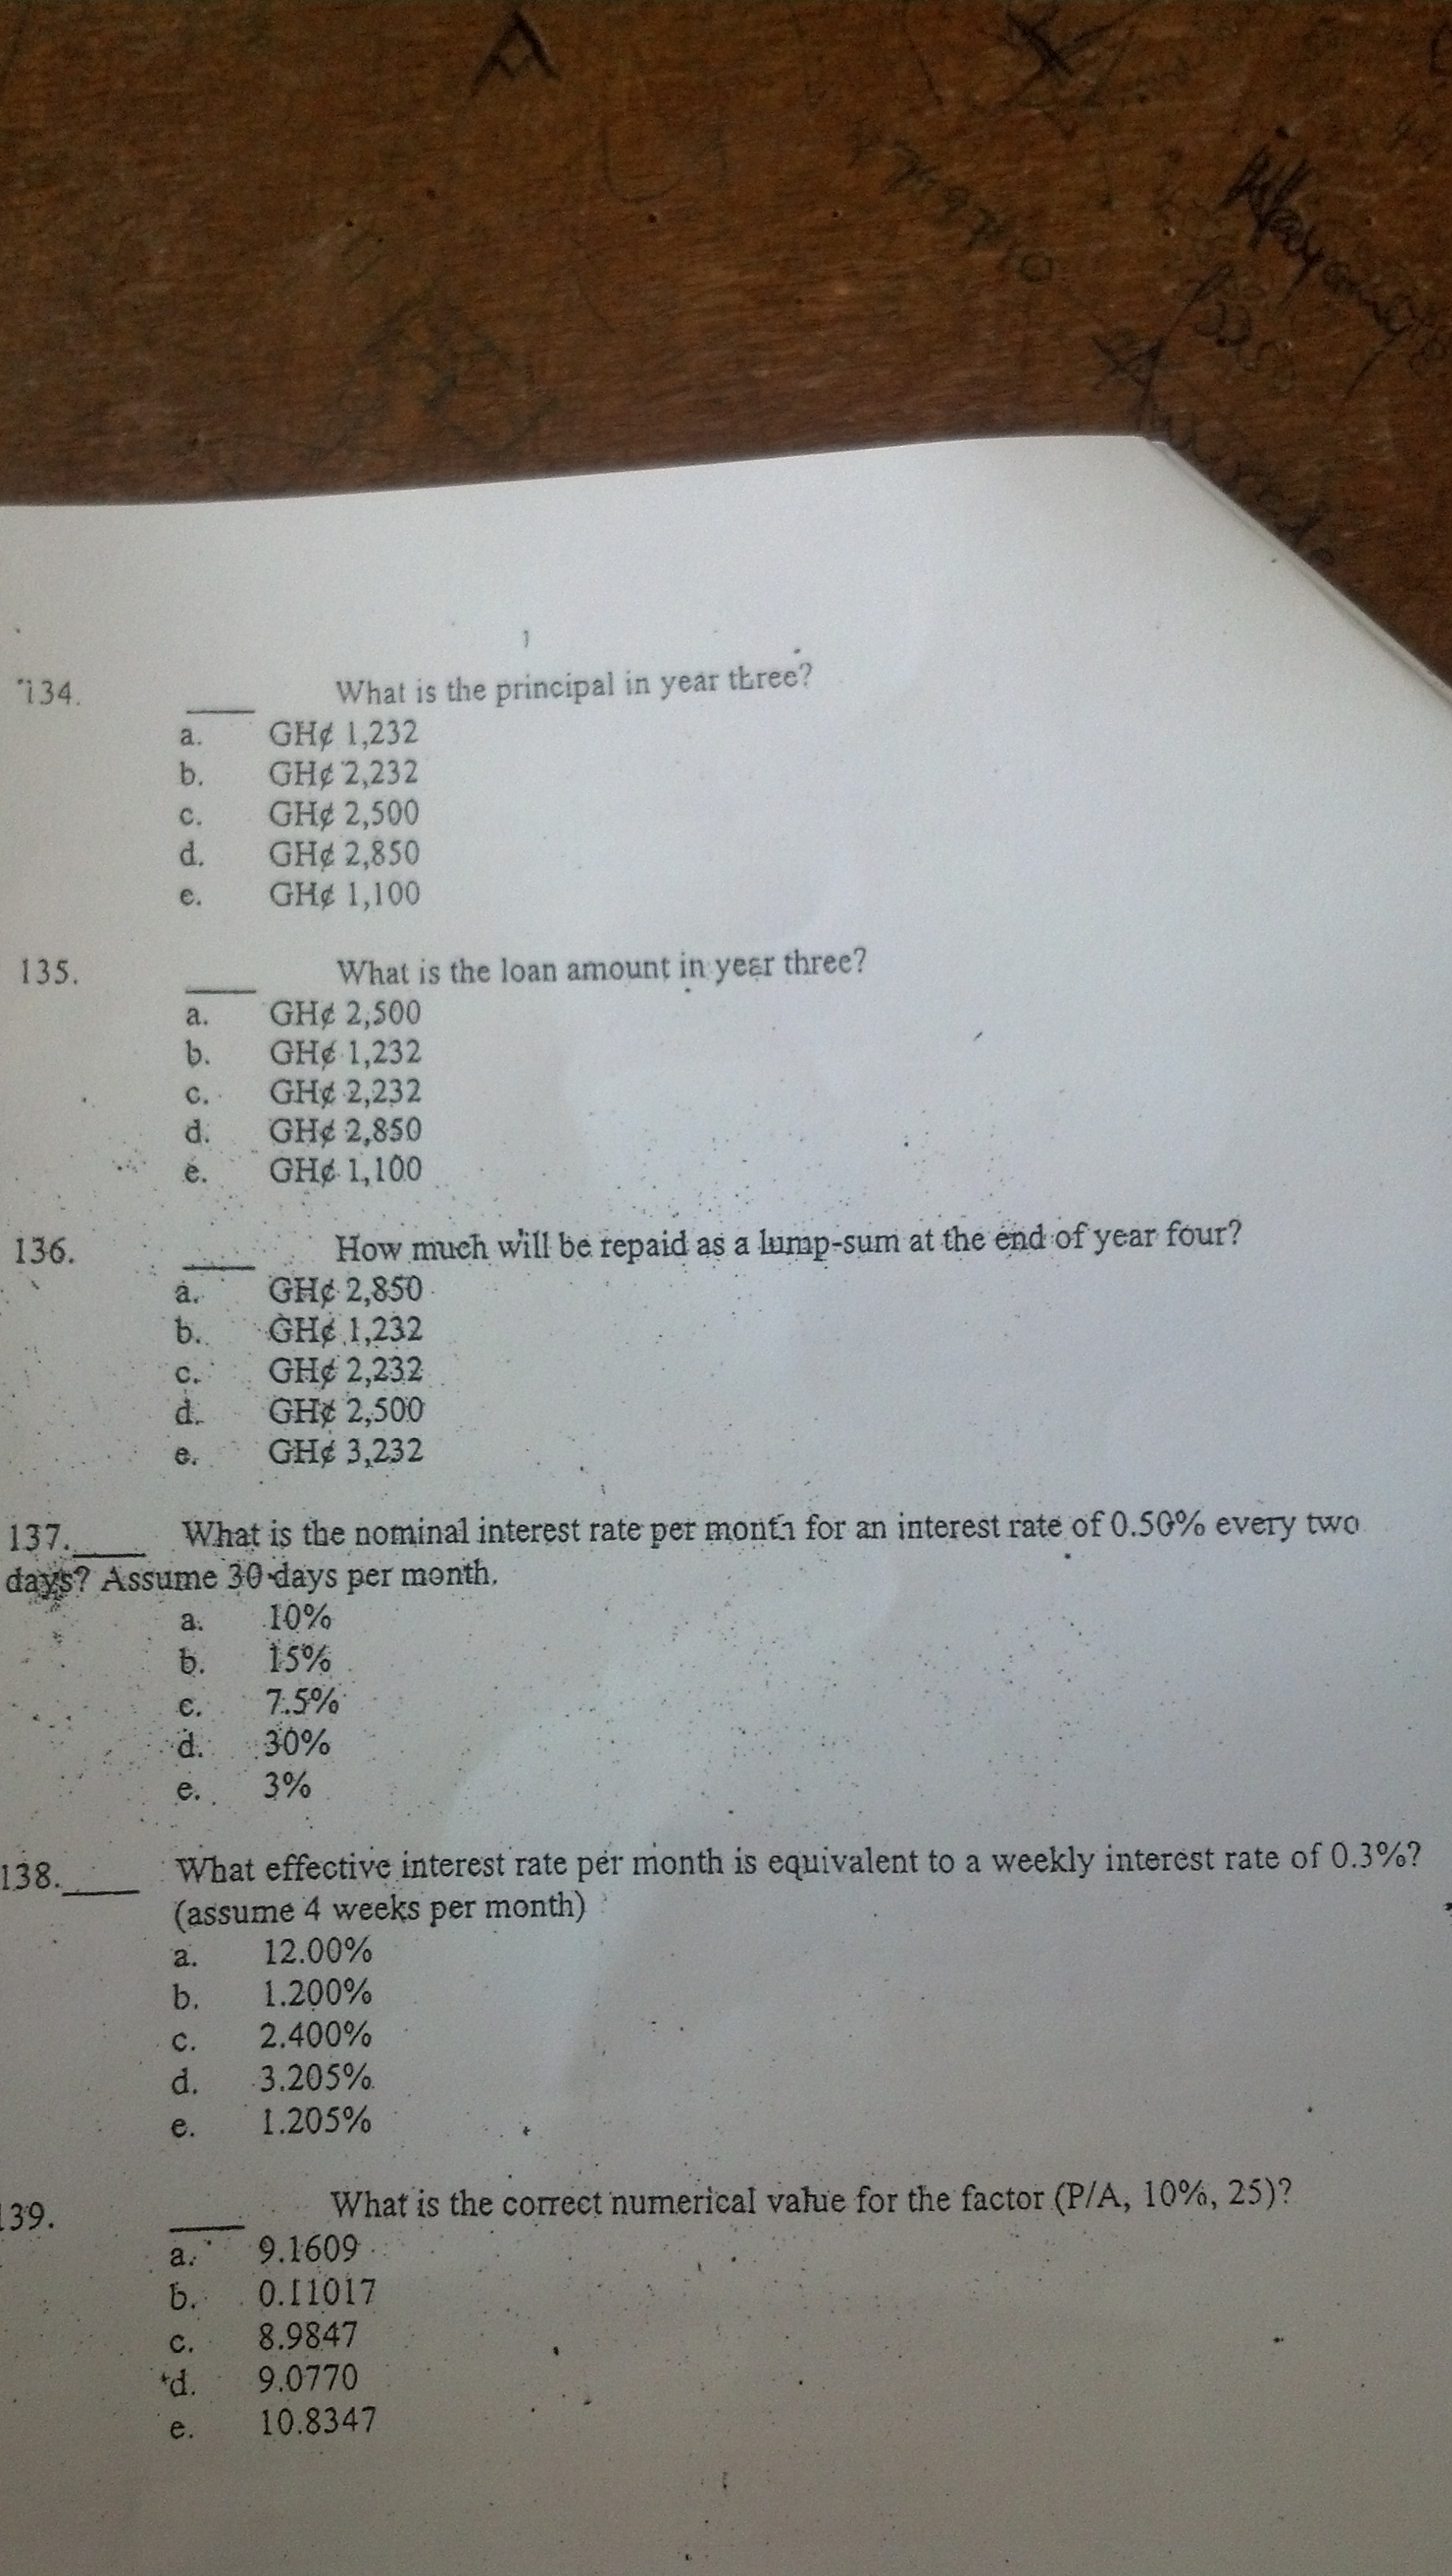 134. ____ What is the principal in year three?
a. GH¢ 1,232
b. GH¢ 2,232
c. GH¢ 2,500
d. GH¢ 2,850
e. GH¢ 1,100
135. ____ What is the loan amount in year three?
a. GH¢ 2,500
b. GH¢ 1,232
c. GH¢ 2,232
d. GH¢ 2,850
e. GH¢ 1,100
136. ____ How much will be repaid as a lump-sum at the end of year four?
a. GH¢ 2,850
b. GH¢ 1,232
c. GH¢ 2,232
d. GH¢ 2,500
e. GH¢ 3,232
137. ____ What is the nominal interest rate per month for an interest rate of 0.50% every two
days? Assume 30 days per month.
a. 10%
b. 15%
c. 7.5%
d. 30%
e. 3%
138. ____ What effective interest rate per month is equivalent to a weekly interest rate of 0.3%?
(assume 4 weeks per month)
a. 12.00%
b. 1.200%
c. 2.400%
d. 3.205%
e. 1.205%
139. ____ What is the correct numerical value for the factor (P/A, 10%, 25)?
a. 9.1609
b. 0.11017
c. 8.9847
d. 9.0770
e. 10.8347